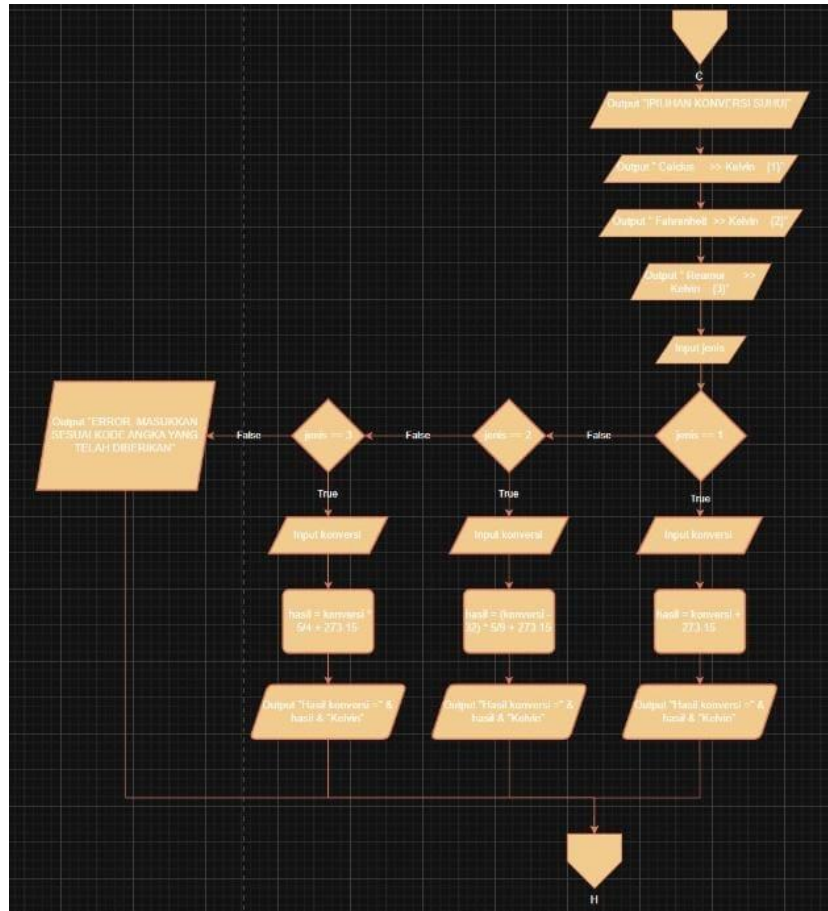 C
Output "|PILIHAN KONVERSI SUHU|"
Output " Celcius >> Kelvin [1]"
Output " Fahrenheit >> Kelvin [2]"
Output " Reamur >>
Kelvin [3]"
Input jenis
jenis == 1
False
jenis == 2
False
jenis == 3
False
Output "ERROR, MASUKKAN
SESUAI KODE ANGKA YANG
TELAH DIBERIKAN"
True
True
True
Input konversi
Input konversi
Input konversi
hasil = konversi *
5/4 + 273.15
hasil = (konversi -
32) * 5/9 + 273.15
hasil = konversi +
273.15
Output "Hasil konversi =" &
hasil & "Kelvin"
Output "Hasil konversi =" &
hasil & "Kelvin"
Output "Hasil konversi =" &
hasil & "Kelvin"
H